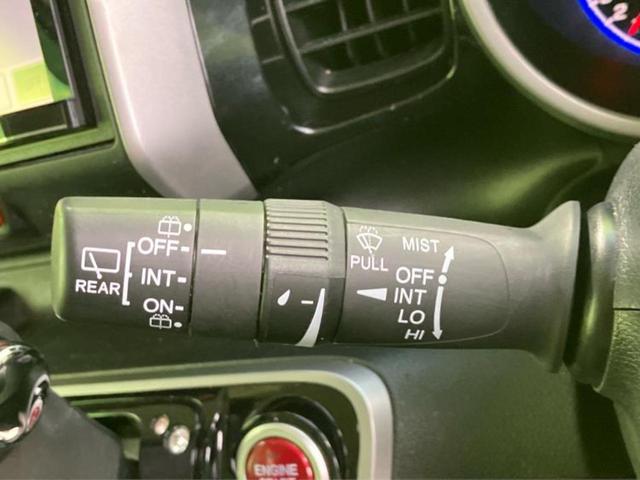 OFF
INT
REAR
ON
PULL
MIST
OFF
INT
LO
HI
ENGINE